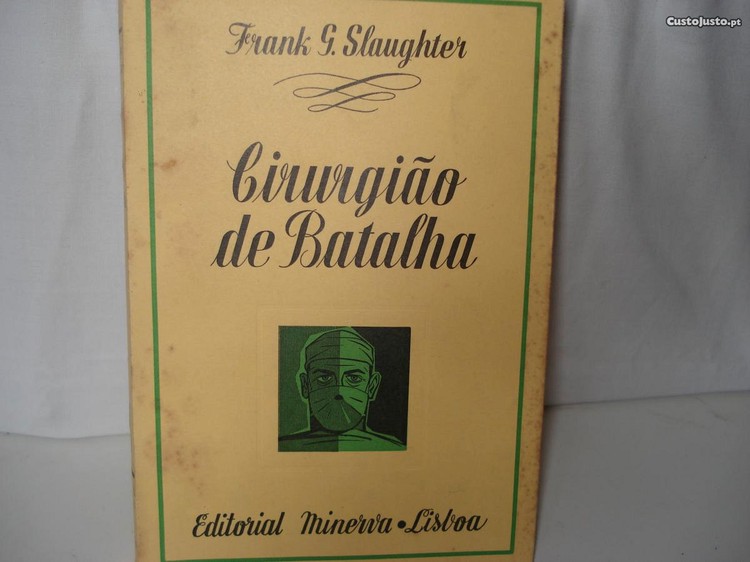 CustoJusto.pt
Frank G. Slaughter
Cirurgião
de Batalha
Editorial Minerva • Lisboa